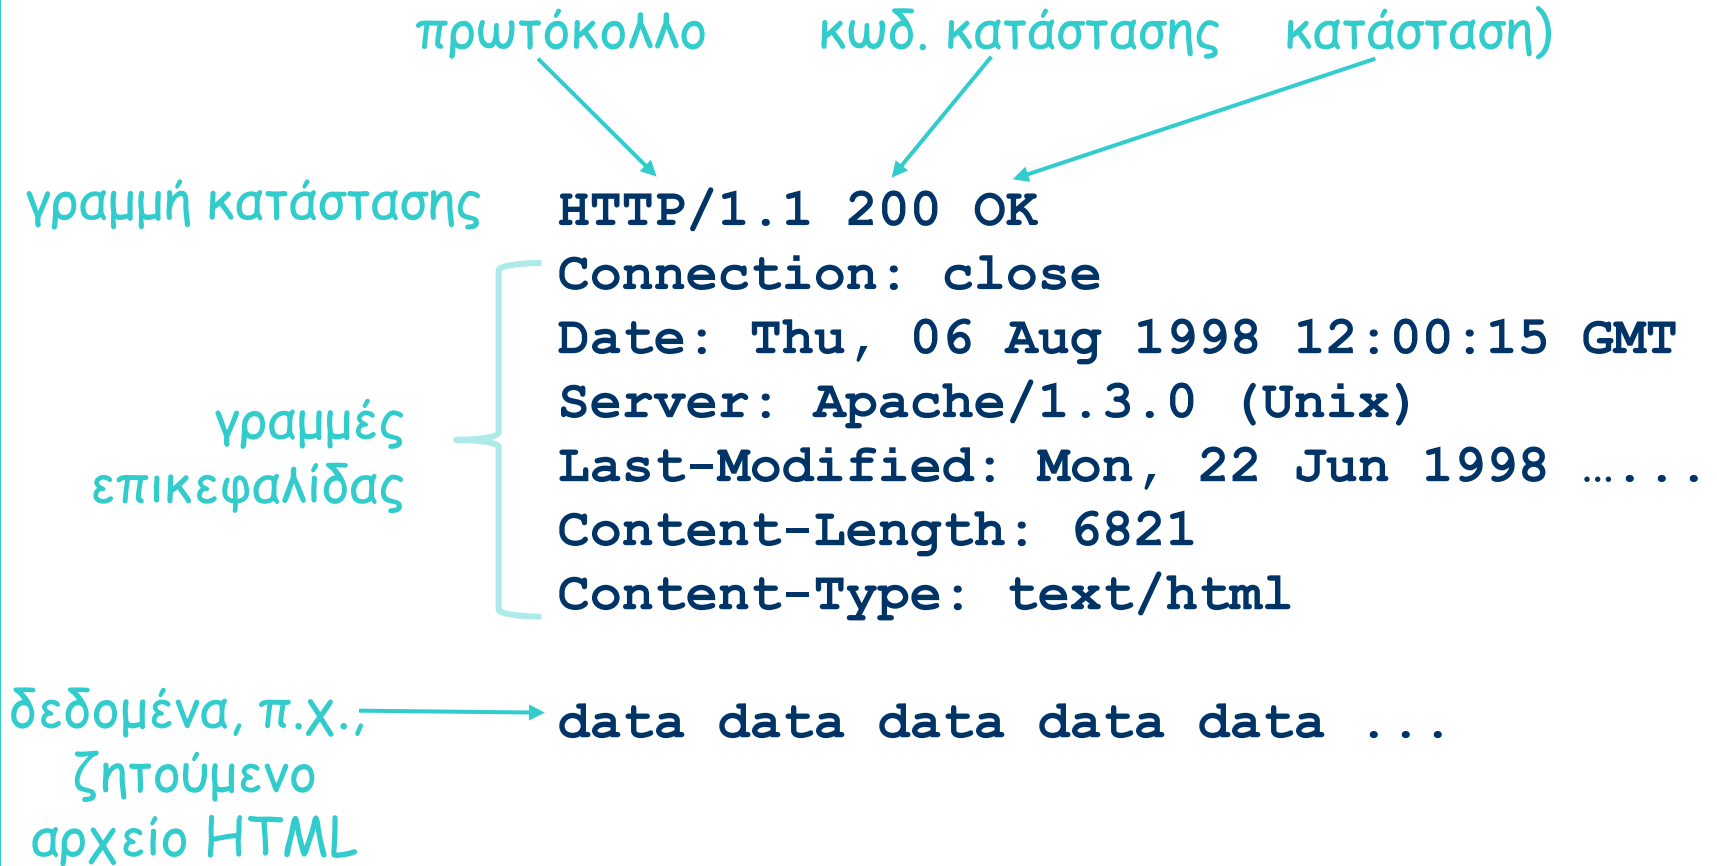 πρωτόκολλο κωδ. κατάστασης κατάσταση)
γραμμή κατάστασης HTTP/1.1 200 OK
Connection: close
Date: Thu, 06 Aug 1998 12:00:15 GMT
Server: Apache/1.3.0 (Unix)
γραμμές
επικεφαλίδας
Last-Modified: Mon, 22 Jun 1998 …...
Content-Length: 6821
Content-Type: text/html
δεδομένα, π.χ.,
ζητούμενο
αρχείο HTML
data data data data data ...